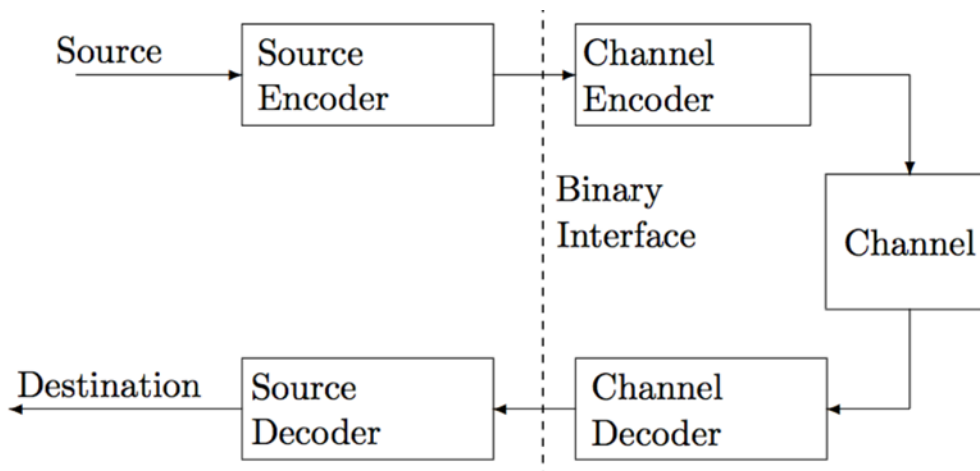 Source
Source
Encoder
Channel
Encoder
Binary
Interface
Channel
Destination
Source
Decoder
Channel
Decoder